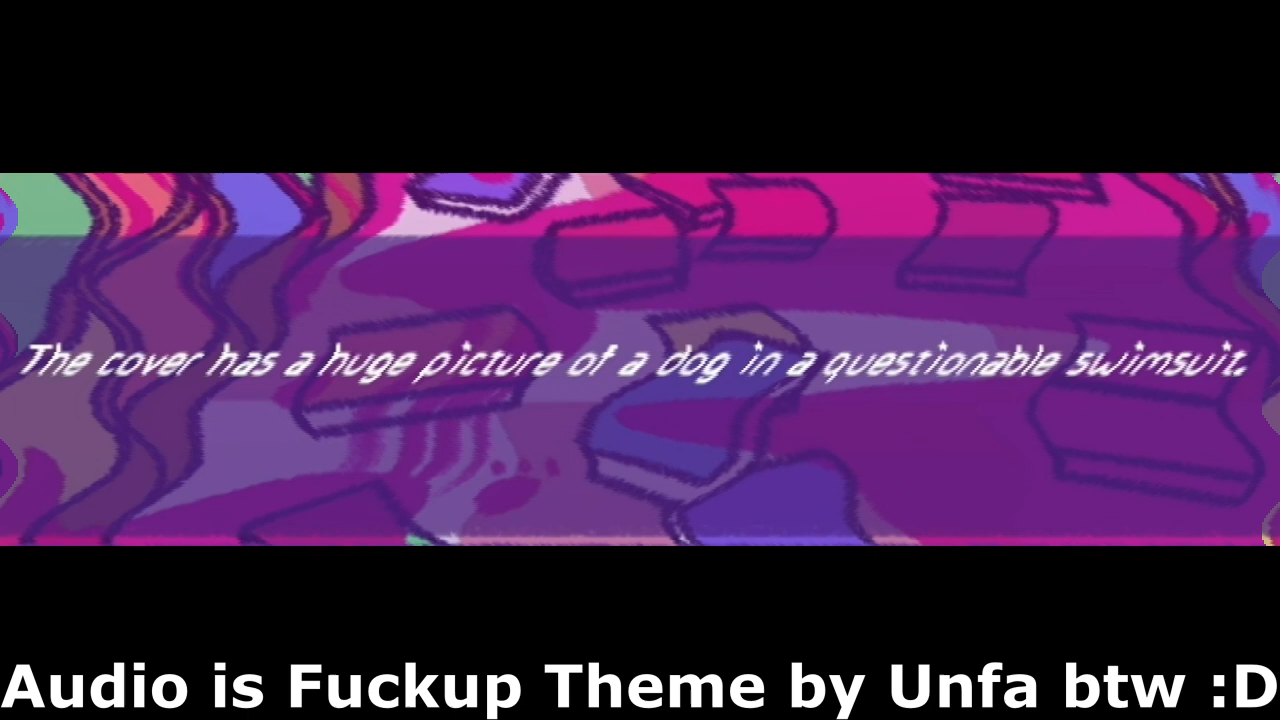 The cover has a huge picture of a dog in a questionable swimsuit.
Audio is Fuckup Theme by Unfa btw :D